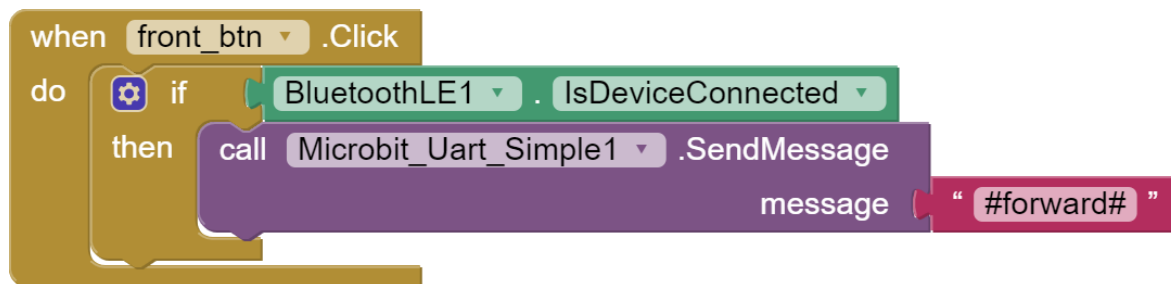 when front_btn .Click
do if BluetoothLE1 . IsDeviceConnected
then call Microbit_Uart_Simple1 .SendMessage
message “ #forward# ”